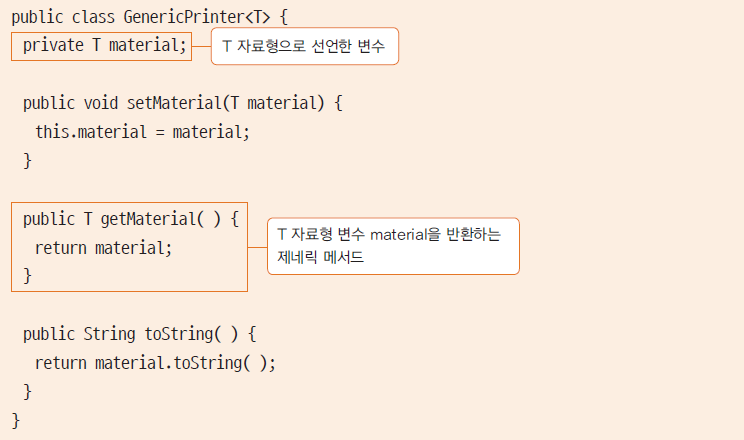 public class GenericPrinter<T> {
private T material;
T 자료형으로 선언한 변수
public void setMaterial(T material) {
this.material = material;
}
public T getMaterial( ) {
return material;
}
T 자료형 변수 material을 반환하는
제네릭 메서드
public String toString( ) {
return material.toString( );
}
}